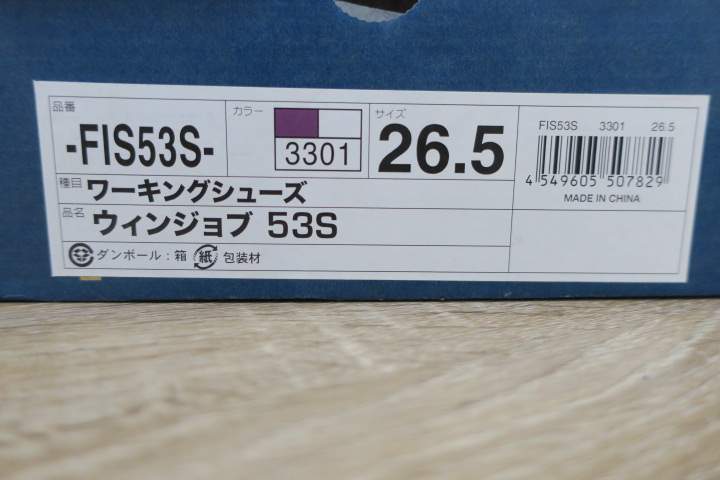 品番
-FIS53S-
カラー
3301
サイズ
26.5
種目 ワーキングシューズ
品名 ウィンジョブ 53S
ダンボール：箱 紙 包装材
FIS53S 3301 26.5
4 549605 507829
MADE IN CHINA